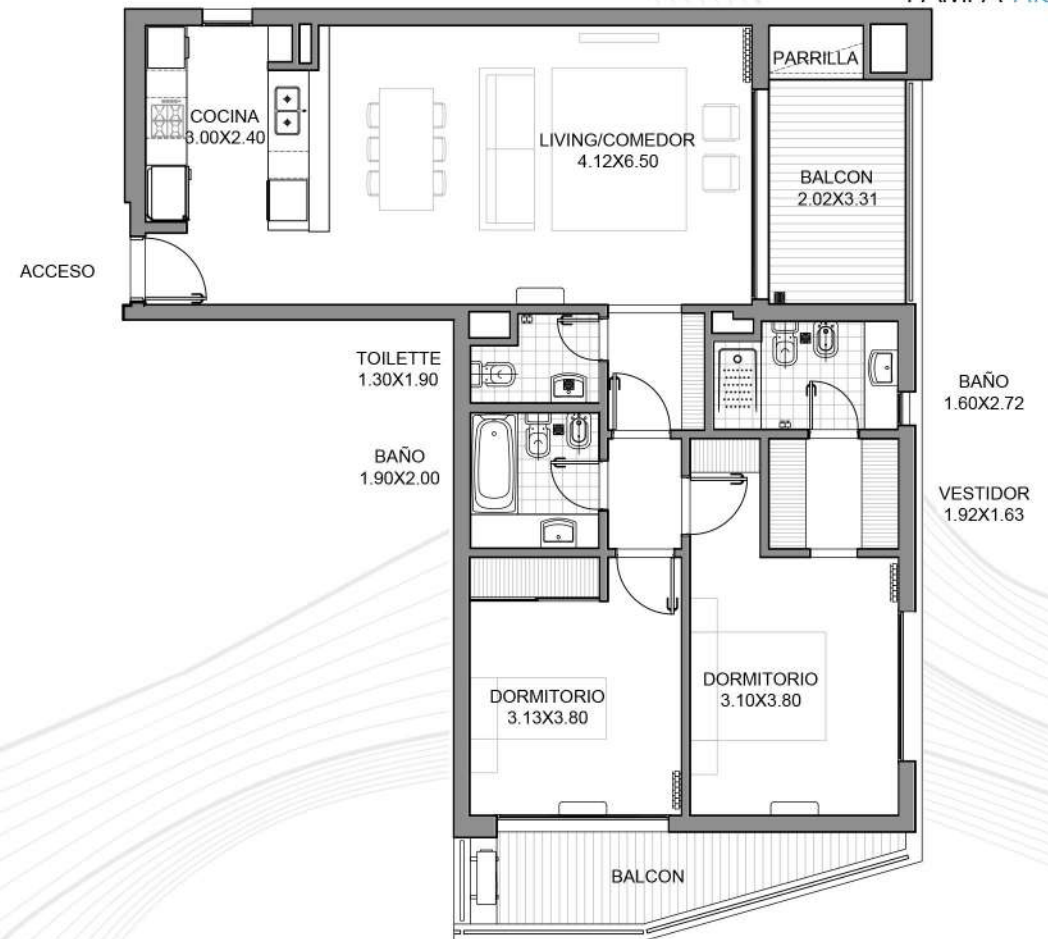 PARRILLA
COCINA
3.00X2.40
LIVING/COMEDOR
4.12X6.50
BALCON
2.02X3.31
ACCESO
TOILETTE
1.30X1.90
BAÑO
1.60X2.72
BAÑO
1.90X2.00
VESTIDOR
1.92X1.63
DORMITORIO
3.13X3.80
DORMITORIO
3.10X3.80
BALCON